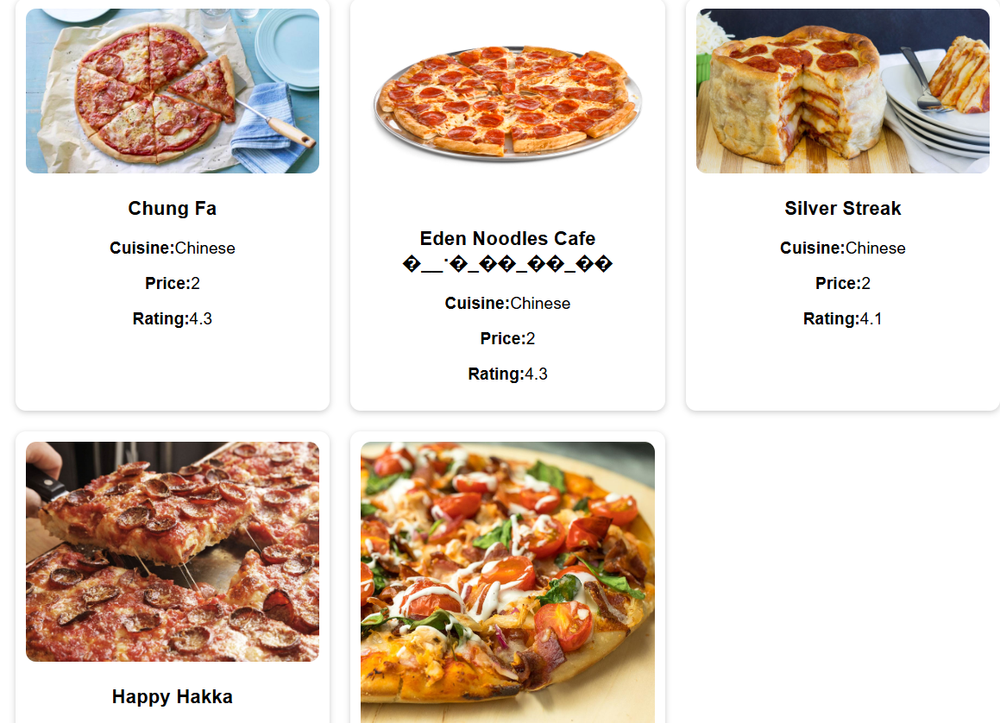 Chung Fa
Cuisine:Chinese
Price:2
Rating:4.3
Eden Noodles Cafe
�__˙�_��_��_��
Cuisine:Chinese
Price:2
Rating:4.3
Silver Streak
Cuisine:Chinese
Price:2
Rating:4.1
Happy Hakka